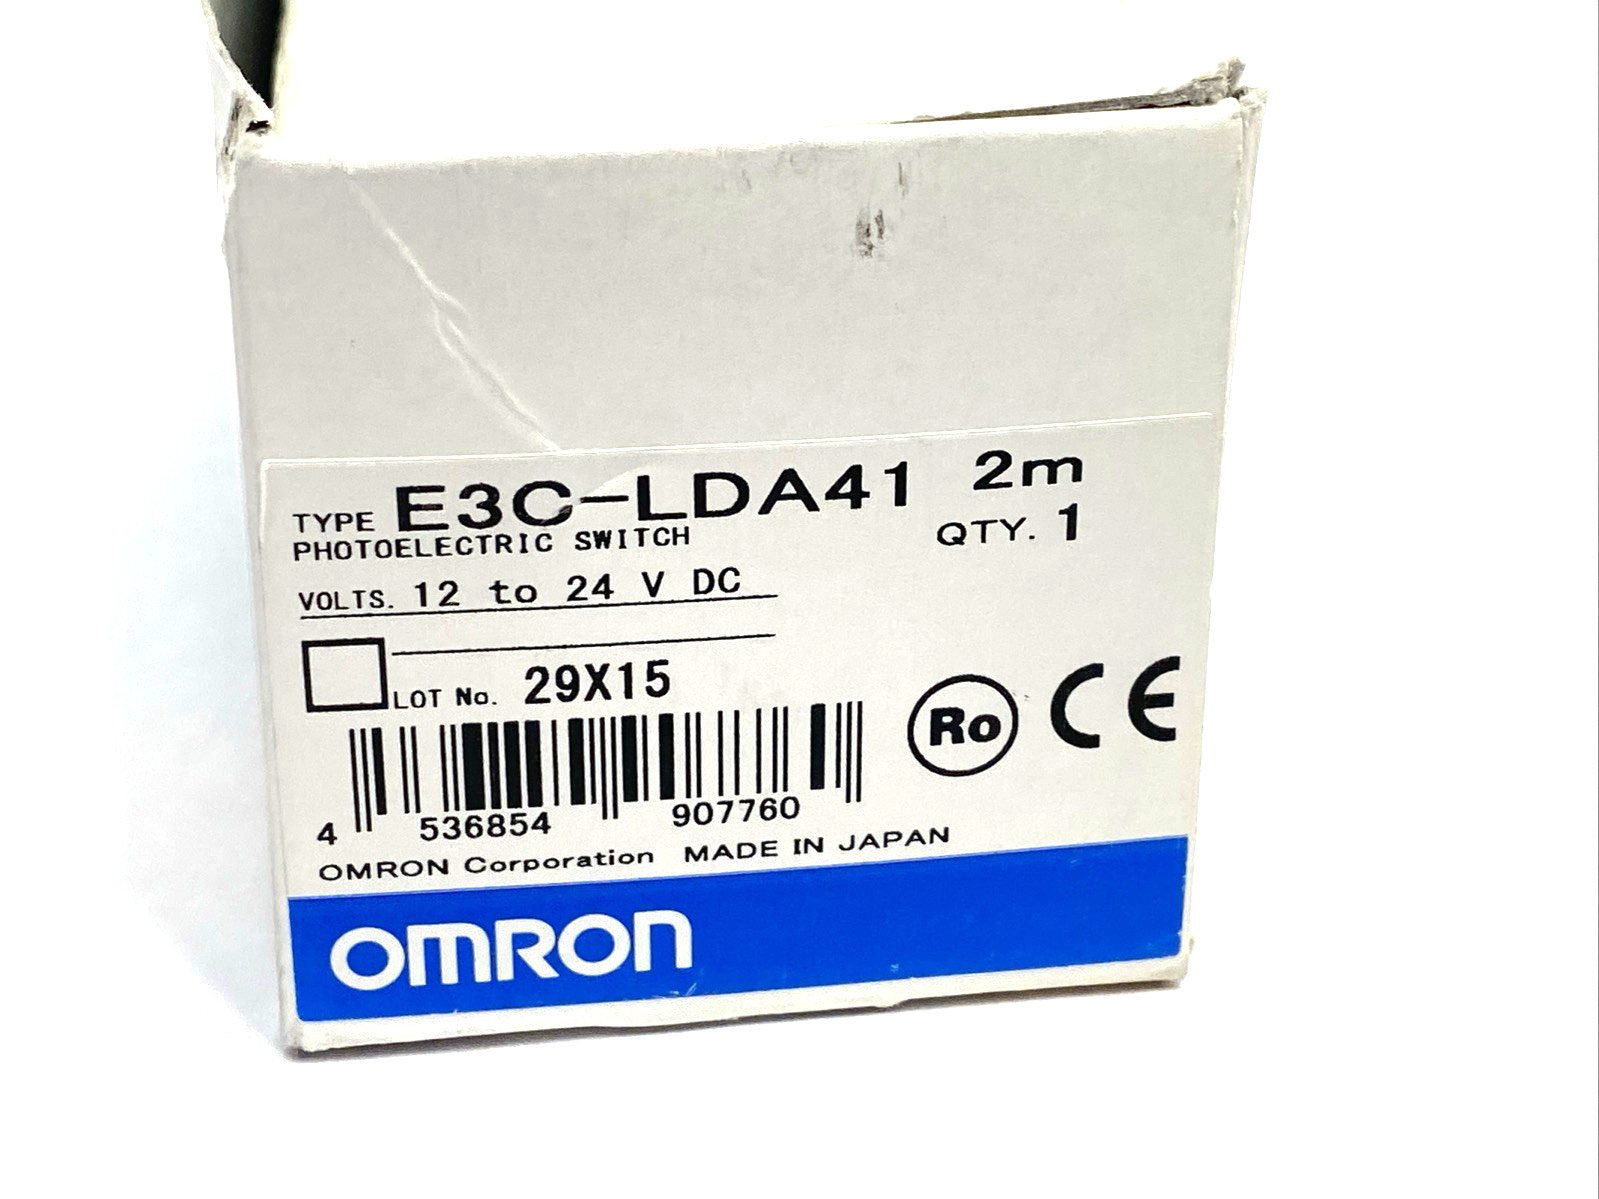 TYPE E3C-LDA41 2m
PHOTOELECTRIC SWITCH QTY. 1
VOLTS. 12 to 24 V DC
LOT No. 29X15
Ro CE
4 536854 907760
OMRON Corporation MADE IN JAPAN
OMRON